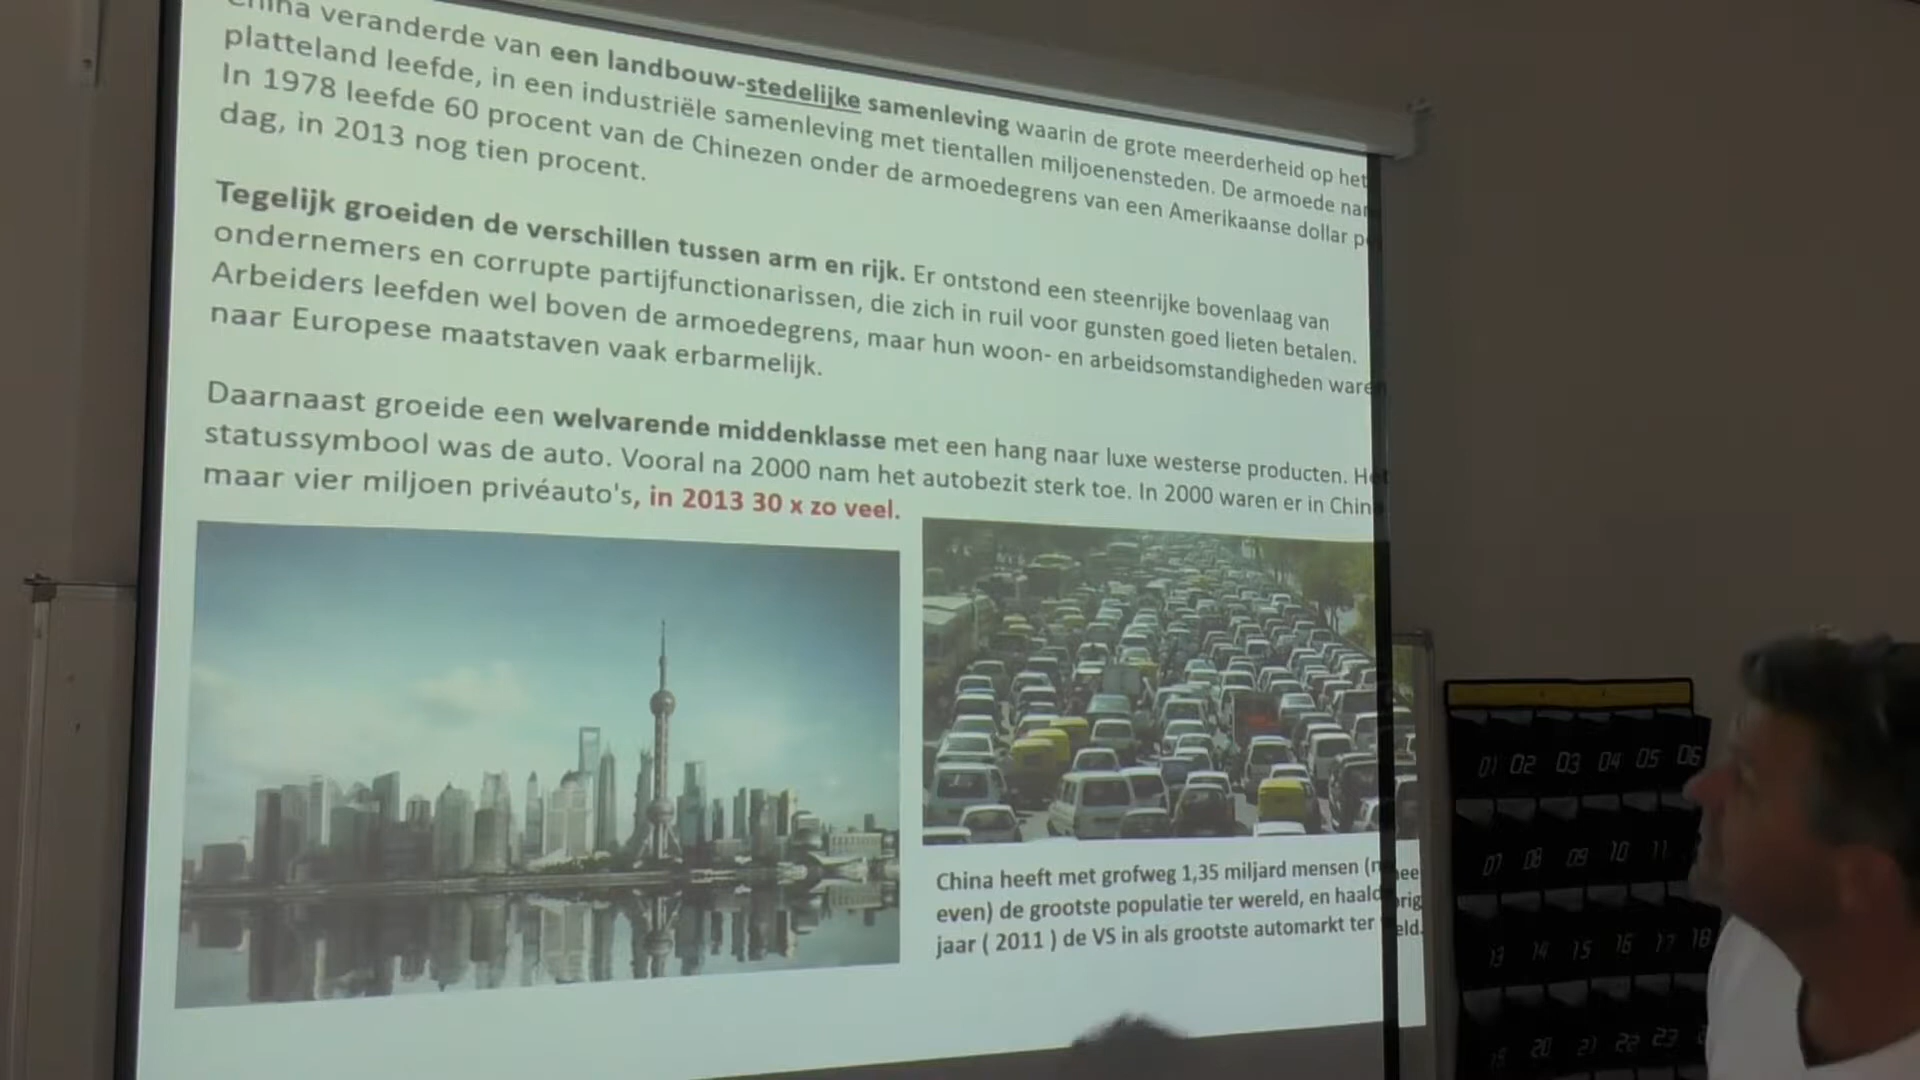 China veranderde van een landbouw-stedelijke samenleving waarin de grote meerderheid op het
platteland leefde, in een industriële samenleving met tientallen miljoenensteden. De armoede na
In 1978 leefde 60 procent van de Chinezen onder de armoedegrens van een Amerikaanse dollar p
dag, in 2013 nog tien procent.
Tegelijk groeiden de verschillen tussen arm en rijk. Er ontstond een steenrijke bovenlaag van
ondernemers en corrupte partijfunctionarissen, die zich in ruil voor gunsten goed lieten betalen.
Arbeiders leefden wel boven de armoedegrens, maar hun woon- en arbeidsomstandigheden waren
naar Europese maatstaven vaak erbarmelijk.
Daarnaast groeide een welvarende middenklasse met een hang naar luxe westerse producten. Het
statussymbool was de auto. Vooral na 2000 nam het autobezit sterk toe. In 2000 waren er in China
maar vier miljoen privéauto's, in 2013 30 x zo veel.
China heeft met grofweg 1,35 miljard mensen (n hee
even) de grootste populatie ter wereld, en haald orig
jaar ( 2011 ) de VS in als grootste automarkt ter eld.
01 02 03 04 05 06
07 08 09 10 11
13 14 15 16 17 18
19 20 21 22 23